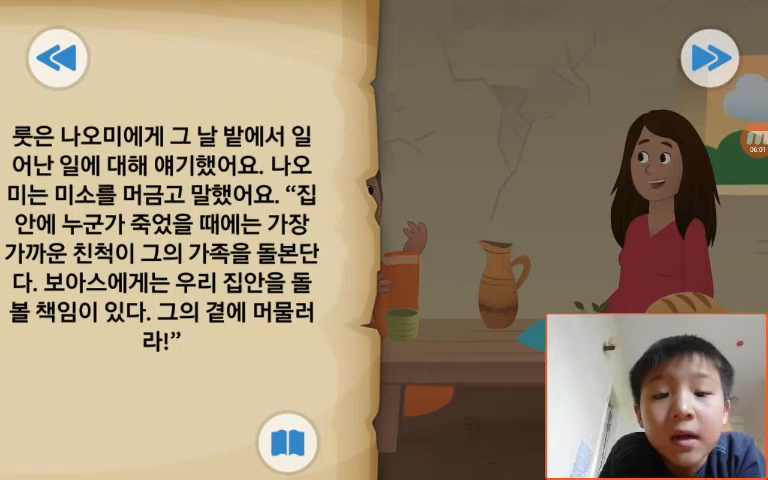 룻은 나오미에게 그 날 밭에서 일
어난 일에 대해 얘기했어요. 나오
미는 미소를 머금고 말했어요. “집
안에 누군가 죽었을 때에는 가장
가까운 친척이 그의 가족을 돌본단
다. 보아스에게는 우리 집안을 돌
볼 책임이 있다. 그의 곁에 머물러
라!”
06:01